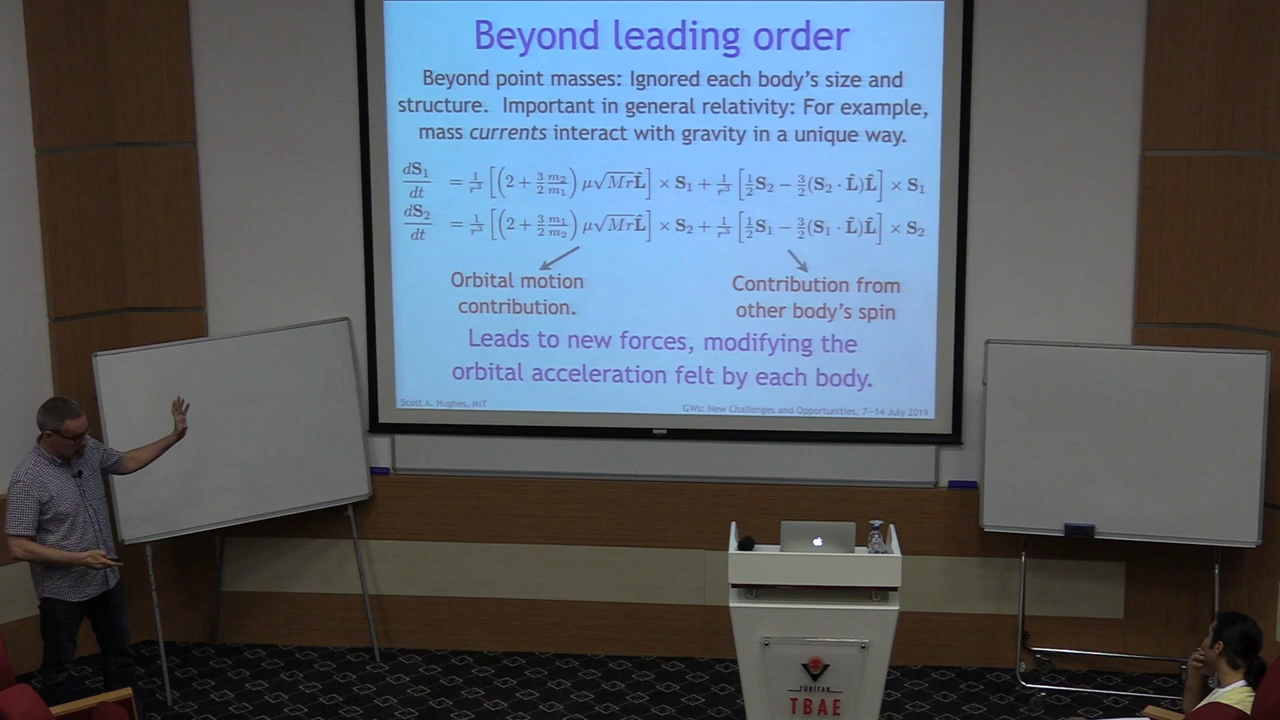 Beyond leading order
Beyond point masses: Ignored each body's size and
structure. Important in general relativity: For example,
mass currents interact with gravity in a unique way.
dS₁/dt = 1/r³ [(2 + 3/2 m₂/m₁) μ√(Mr) L̂] × S₁ + 1/r³ [1/2 S₂ − 3/2 (S₂ · L̂)L̂] × S₁
dS₂/dt = 1/r³ [(2 + 3/2 m₁/m₂) μ√(Mr) L̂] × S₂ + 1/r³ [1/2 S₁ − 3/2 (S₁ · L̂)L̂] × S₂
Orbital motion
contribution.
Contribution from
other body's spin
Leads to new forces, modifying the
orbital acceleration felt by each body.
Scott A. Hughes, MIT
GWs: New Challenges and Opportunities, 7–14 July 2019
TÜBİTAK
TBAE